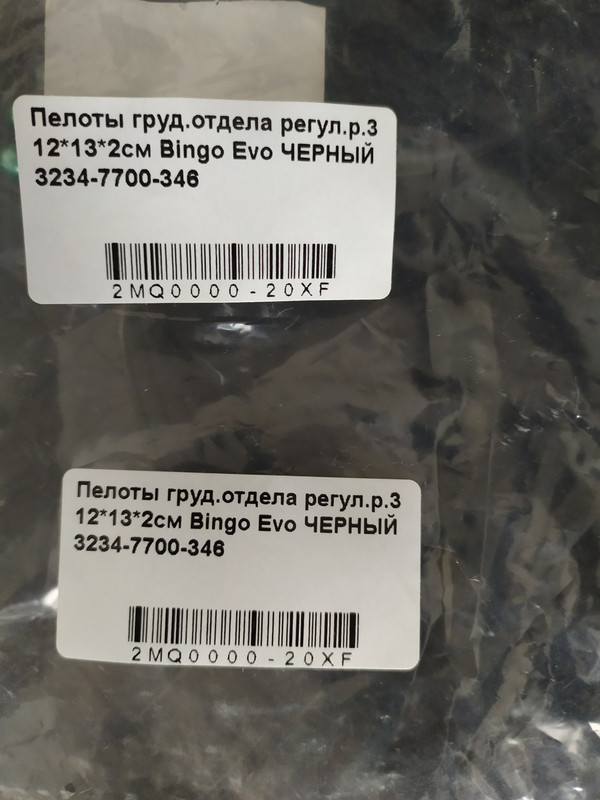 Пелоты груд.отдела регул.р.3
12*13*2см Bingo Evo ЧЕРНЫЙ
3234-7700-346
2MQ0000-20XF
Пелоты груд.отдела регул.р.3
12*13*2см Bingo Evo ЧЕРНЫЙ
3234-7700-346
2MQ0000-20XF